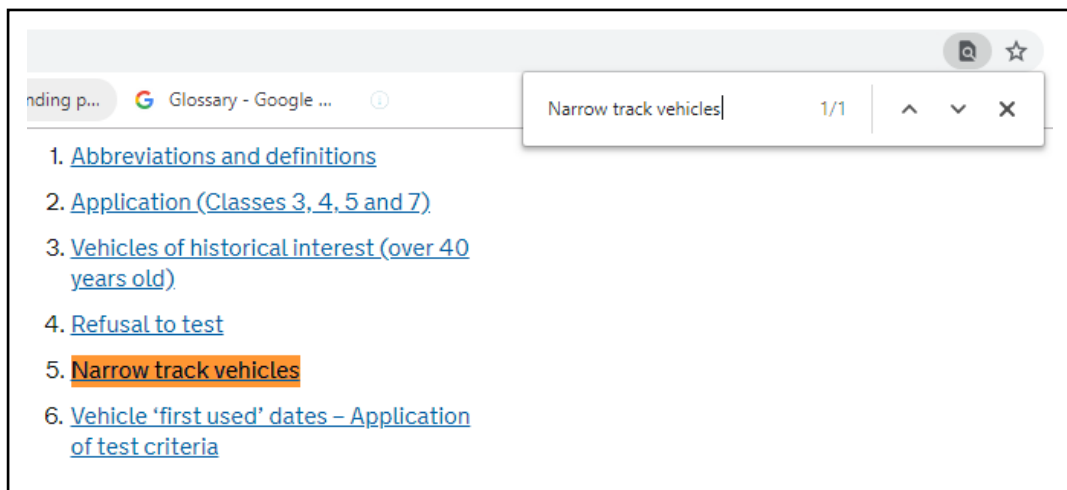 nding p...
Glossary - Google ...
Narrow track vehicles
1/1
1. Abbreviations and definitions
2. Application (Classes 3, 4, 5 and 7)
3. Vehicles of historical interest (over 40
years old)
4. Refusal to test
5. Narrow track vehicles
6. Vehicle ‘first used’ dates – Application
of test criteria